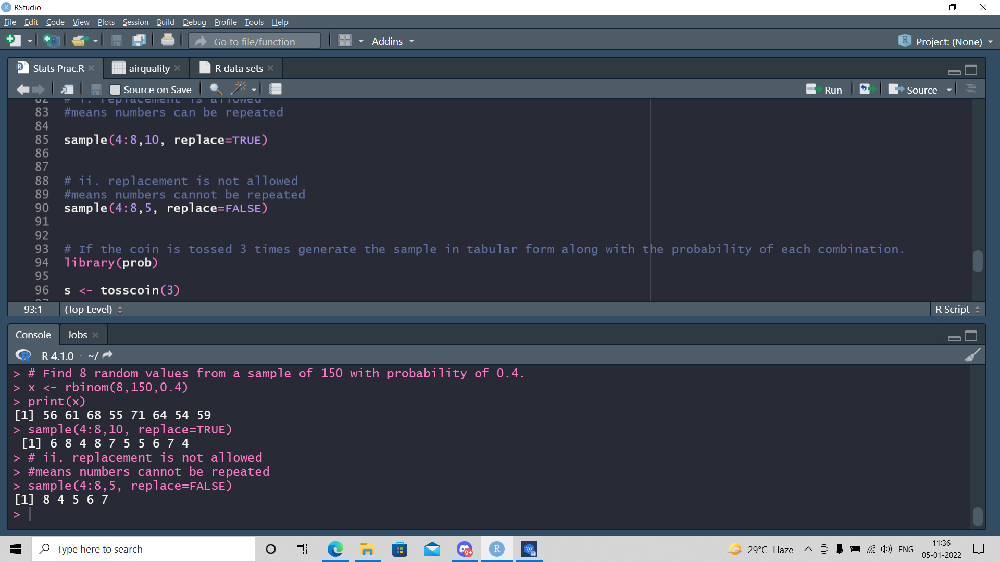 RStudio
File Edit Code View Plots Session Build Debug Profile Tools Help
Go to file/function Addins Project: (None)
Stats Prac.R airquality R data sets
Source on Save Run Source
82 # i. replacement is allowed
83 #means numbers can be repeated
84
85 sample(4:8,10, replace=TRUE)
86
87
88 # ii. replacement is not allowed
89 #means numbers cannot be repeated
90 sample(4:8,5, replace=FALSE)
91
92
93 # If the coin is tossed 3 times generate the sample in tabular form along with the probability of each combination.
94 library(prob)
95
96 s <- tosscoin(3)
93:1 (Top Level) R Script
Console Jobs
R 4.1.0 · ~/
> # Find 8 random values from a sample of 150 with probability of 0.4.
> x <- rbinom(8,150,0.4)
> print(x)
[1] 56 61 68 55 71 64 54 59
> sample(4:8,10, replace=TRUE)
[1] 6 8 4 8 7 5 5 6 7 4
> # ii. replacement is not allowed
> #means numbers cannot be repeated
> sample(4:8,5, replace=FALSE)
[1] 8 4 5 6 7
>
Type here to search 9+ R W 29°C Haze ENG 11:36
05-01-2022